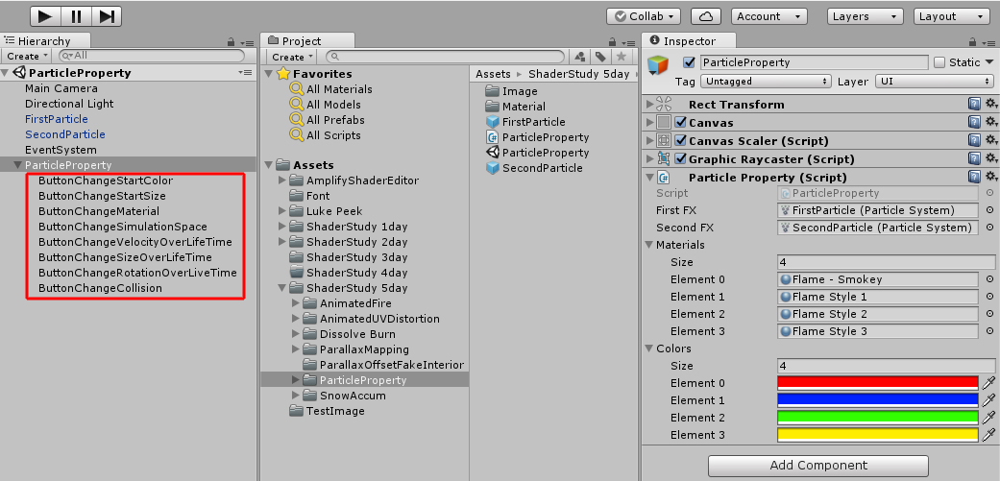 Collab
Account
Layers
Layout
Hierarchy
Create
All
ParticleProperty
Main Camera
Directional Light
FirstParticle
SecondParticle
EventSystem
ParticleProperty
ButtonChangeStartColor
ButtonChangeStartSize
ButtonChangeMaterial
ButtonChangeSimulationSpace
ButtonChangeVelocityOverLifeTime
ButtonChangeSizeOverLifeTime
ButtonChangeRotationOverLiveTime
ButtonChangeCollision
Project
Create
Favorites
All Materials
All Models
All Prefabs
All Scripts
Assets
AmplifyShaderEditor
Font
Luke Peek
ShaderStudy 1day
ShaderStudy 2day
ShaderStudy 3day
ShaderStudy 4day
ShaderStudy 5day
AnimatedFire
AnimatedUVDistortion
Dissolve Burn
ParallaxMapping
ParallaxOffsetFakeInterior
ParticleProperty
SnowAccum
TestImage
Assets ▸ ShaderStudy 5day ▸
Image
Material
FirstParticle
ParticleProperty
ParticleProperty
SecondParticle
Inspector
ParticleProperty Static
Tag Untagged Layer UI
Rect Transform
Canvas
Canvas Scaler (Script)
Graphic Raycaster (Script)
Particle Property (Script)
Script ParticleProperty
First FX FirstParticle (Particle System)
Second FX SecondParticle (Particle System)
Materials
Size 4
Element 0 Flame - Smokey
Element 1 Flame Style 1
Element 2 Flame Style 2
Element 3 Flame Style 3
Colors
Size 4
Element 0
Element 1
Element 2
Element 3
Add Component